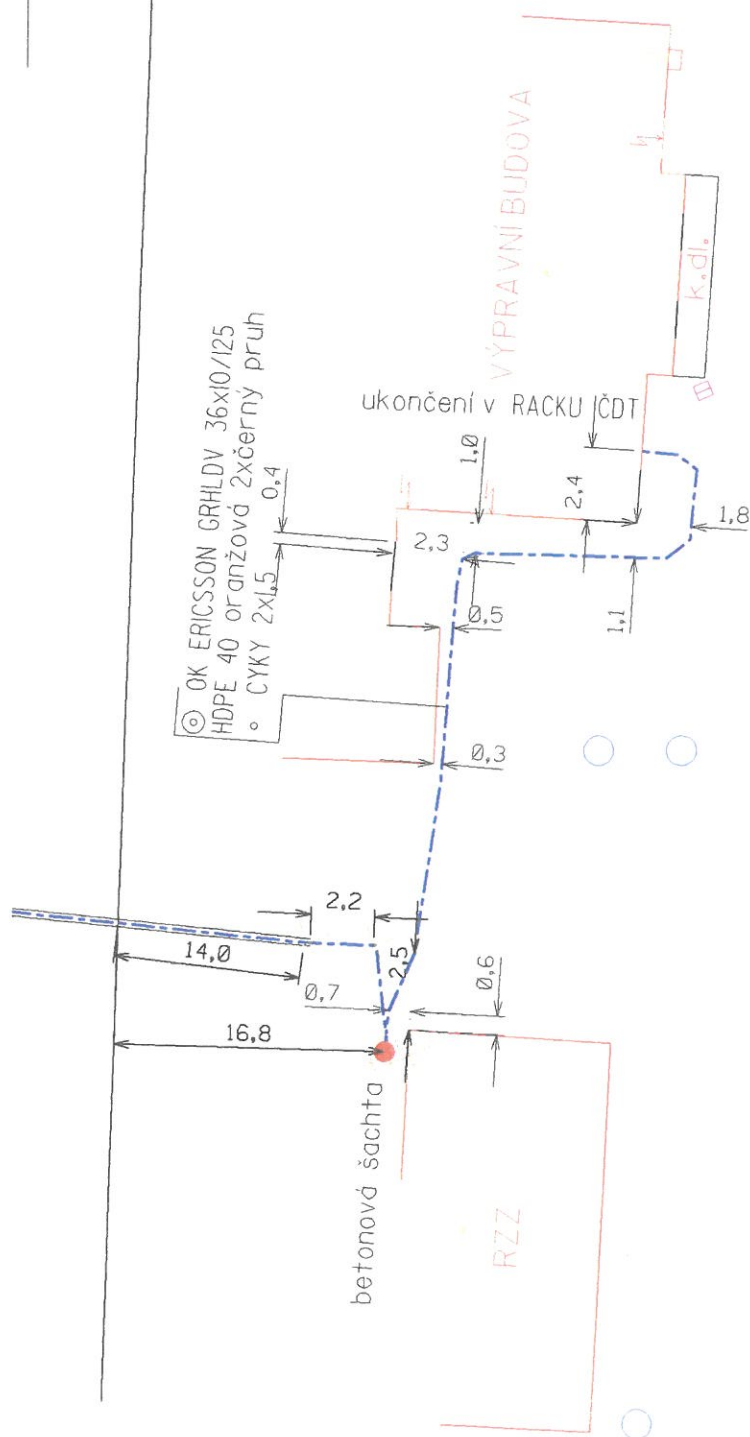 VÝPRAVNÍ BUDOVA
k.dl.
OK ERICSSON GRHLDV 36x10/125
HDPE 40 oranžová 2xčerný pruh
CYKY 2x1,5
ukončení v RACKU ČDT
0,4
1,0
2,4
2,3
1,8
0,5
1,1
0,3
2,2
14,0
2,5
0,7
0,6
16,8
betonová šachta
RZZ